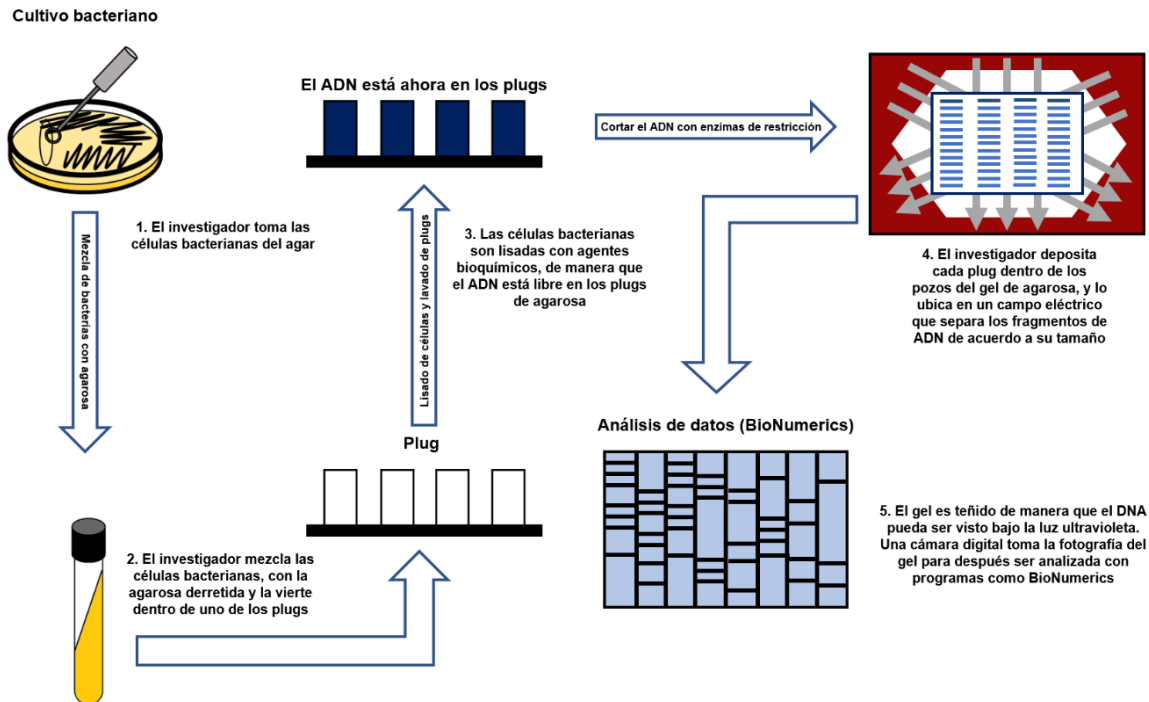 Cultivo bacteriano
1. El investigador toma las
células bacterianas del agar
Mezcla de bacterias con agarosa
2. El investigador mezcla las
células bacterianas, con la
agarosa derretida y la vierte
dentro de uno de los plugs
Plug
Lisado de células y lavado de plugs
3. Las células bacterianas
son lisadas con agentes
bioquímicos, de manera que
el ADN está libre en los plugs
de agarosa
El ADN está ahora en los plugs
Cortar el ADN con enzimas de restricción
4. El investigador deposita
cada plug dentro de los
pozos del gel de agarosa, y lo
ubica en un campo eléctrico
que separa los fragmentos de
ADN de acuerdo a su tamaño
Análisis de datos (BioNumerics)
5. El gel es teñido de manera que el DNA
pueda ser visto bajo la luz ultravioleta.
Una cámara digital toma la fotografía del
gel para después ser analizada con
programas como BioNumerics